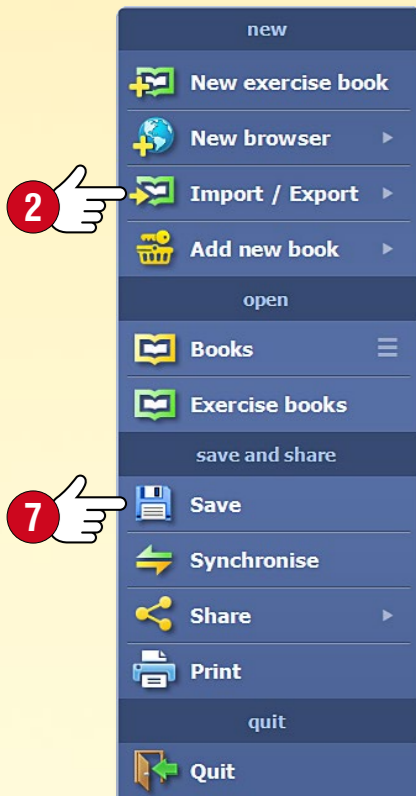 new
New exercise book
New browser
2
Import / Export
Add new book
open
Books
Exercise books
save and share
7
Save
Synchronise
Share
Print
quit
Quit